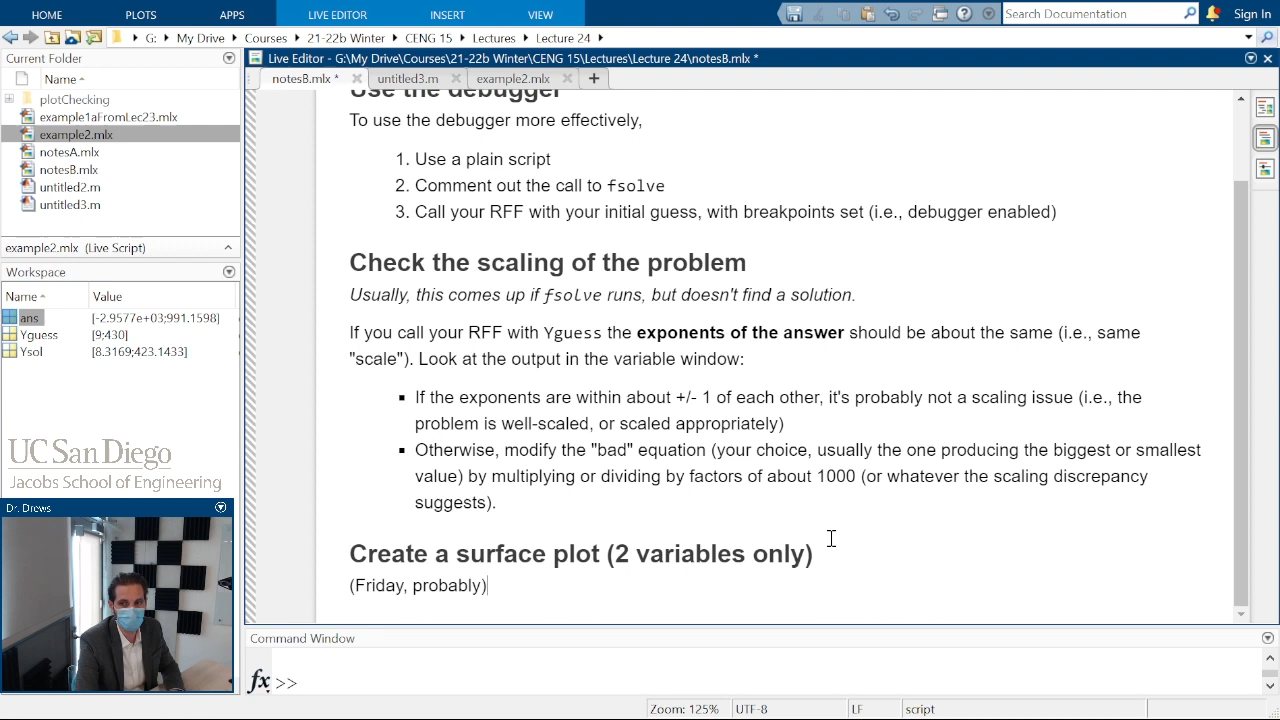 HOME PLOTS APPS LIVE EDITOR INSERT VIEW Search Documentation Sign In
G: My Drive Courses 21-22b Winter CENG 15 Lectures Lecture 24
Current Folder
Name
plotChecking
example1aFromLec23.mlx
example2.mlx
notesA.mlx
notesB.mlx
untitled2.m
untitled3.m
example2.mlx (Live Script)
Workspace
Name Value
ans [-2.9577e+03;991.1598]
Yguess [9;430]
Ysol [8.3169;423.1433]
UC San Diego
Jacobs School of Engineering
Dr. Drews
Live Editor - G:\My Drive\Courses\21-22b Winter\CENG 15\Lectures\Lecture 24\notesB.mlx *
notesB.mlx * untitled3.m example2.mlx
Use the debugger
To use the debugger more effectively,
1. Use a plain script
2. Comment out the call to fsolve
3. Call your RFF with your initial guess, with breakpoints set (i.e., debugger enabled)
Check the scaling of the problem
Usually, this comes up if fsolve runs, but doesn't find a solution.
If you call your RFF with Yguess the exponents of the answer should be about the same (i.e., same
"scale"). Look at the output in the variable window:
▪ If the exponents are within about +/- 1 of each other, it's probably not a scaling issue (i.e., the
problem is well-scaled, or scaled appropriately)
▪ Otherwise, modify the "bad" equation (your choice, usually the one producing the biggest or smallest
value) by multiplying or dividing by factors of about 1000 (or whatever the scaling discrepancy
suggests).
Create a surface plot (2 variables only)
(Friday, probably)
Command Window
fx >>
Zoom: 125% UTF-8 LF script